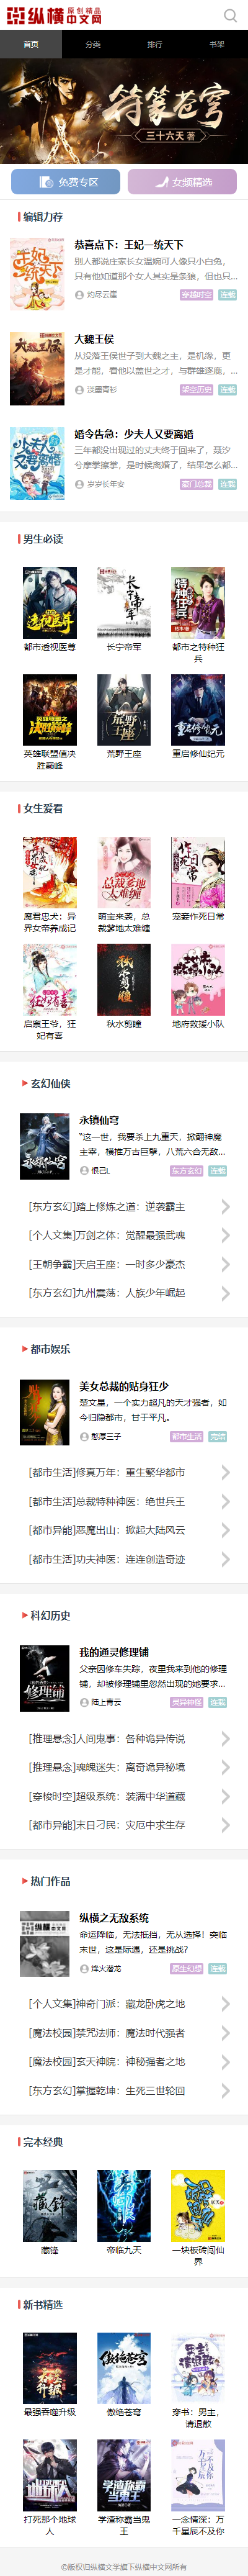 纵横 原创精品
中文网
首页 分类 排行 书架
符篆苍穹
三十六天 著
免费专区 女频精选
编辑力荐
恭喜点下：王妃一统天下
别人都说庄家长女温婉可人像只小白兔，
只有他知道那个女人其实是条狼，但也只...
灼尽云星 穿越时空 连载
大魏王侯
从没落王侯世子到大魏之主，是机缘，更
是才能，看他以盖世之才，与群雄逐鹿，...
淡墨青衫 架空历史 连载
婚令告急：少夫人又要离婚
三年都没出现过的丈夫终于回来了，聂汐
兮摩拳擦掌，是时候离婚了，结果怎么都...
岁岁长年安 豪门总裁 连载
男生必读
都市透视医尊 长宁帝军 都市之特种狂
兵
英雄联盟值决
胜巅峰 荒野王座 重启修仙纪元
女生爱看
魔君忠犬：异
界女帝养成记 萌宝来袭，总
裁爹地太难缠 宠妾作死日常
启禀王爷，狂
妃有喜 秋水剪瞳 地府救援小队
玄幻仙侠
永镇仙穹
“这一世，我要杀上九重天，掀翻神魔
主宰，横推万古巨擘，八荒六合无敌...
恨己L 东方玄幻 连载
[东方玄幻]踏上修炼之道：逆袭霸主
[个人文集]万剑之体：觉醒最强武魂
[王朝争霸]天启王座：一时多少豪杰
[东方玄幻]九州震荡：人族少年崛起
都市娱乐
美女总裁的贴身狂少
楚文星，一个实力超凡的天才强者，如
今归隐都市，甘于平凡。
憨厚三子 都市生活 完结
[都市生活]修真万年：重生繁华都市
[都市生活]总裁特种神医：绝世兵王
[都市异能]恶魔出山：掀起大陆风云
[都市生活]功夫神医：连连创造奇迹
科幻历史
我的通灵修理铺
父亲因修车失踪，夜里我来到他的修理
铺，却被修理铺里忽然出现的她要求...
陆上青云 灵异神怪 连载
[推理悬念]人间鬼事：各种诡异传说
[推理悬念]魂魄迷失：离奇诡异秘境
[穿梭时空]超级系统：装满中华道藏
[都市异能]末日刁民：灾厄中求生存
热门作品
纵横之无敌系统
命运降临，无法抵挡，无从选择！突临
末世，这是际遇，还是挑战？
烽火潜龙 原生幻想 连载
[个人文集]神奇门派：藏龙卧虎之地
[魔法校园]禁咒法师：魔法时代强者
[魔法校园]玄天神院：神秘强者之地
[东方玄幻]掌握乾坤：生死三世轮回
完本经典
藏锋 帝临九天 一块板砖闯仙
界
新书精选
最强吞噬升级 傲绝苍穹 穿书：男主，
请退散
打死那个地球
人 学渣称霸当鬼
王 一念情深：万
千星辰不及你
©版权归纵横文学旗下纵横中文网所有